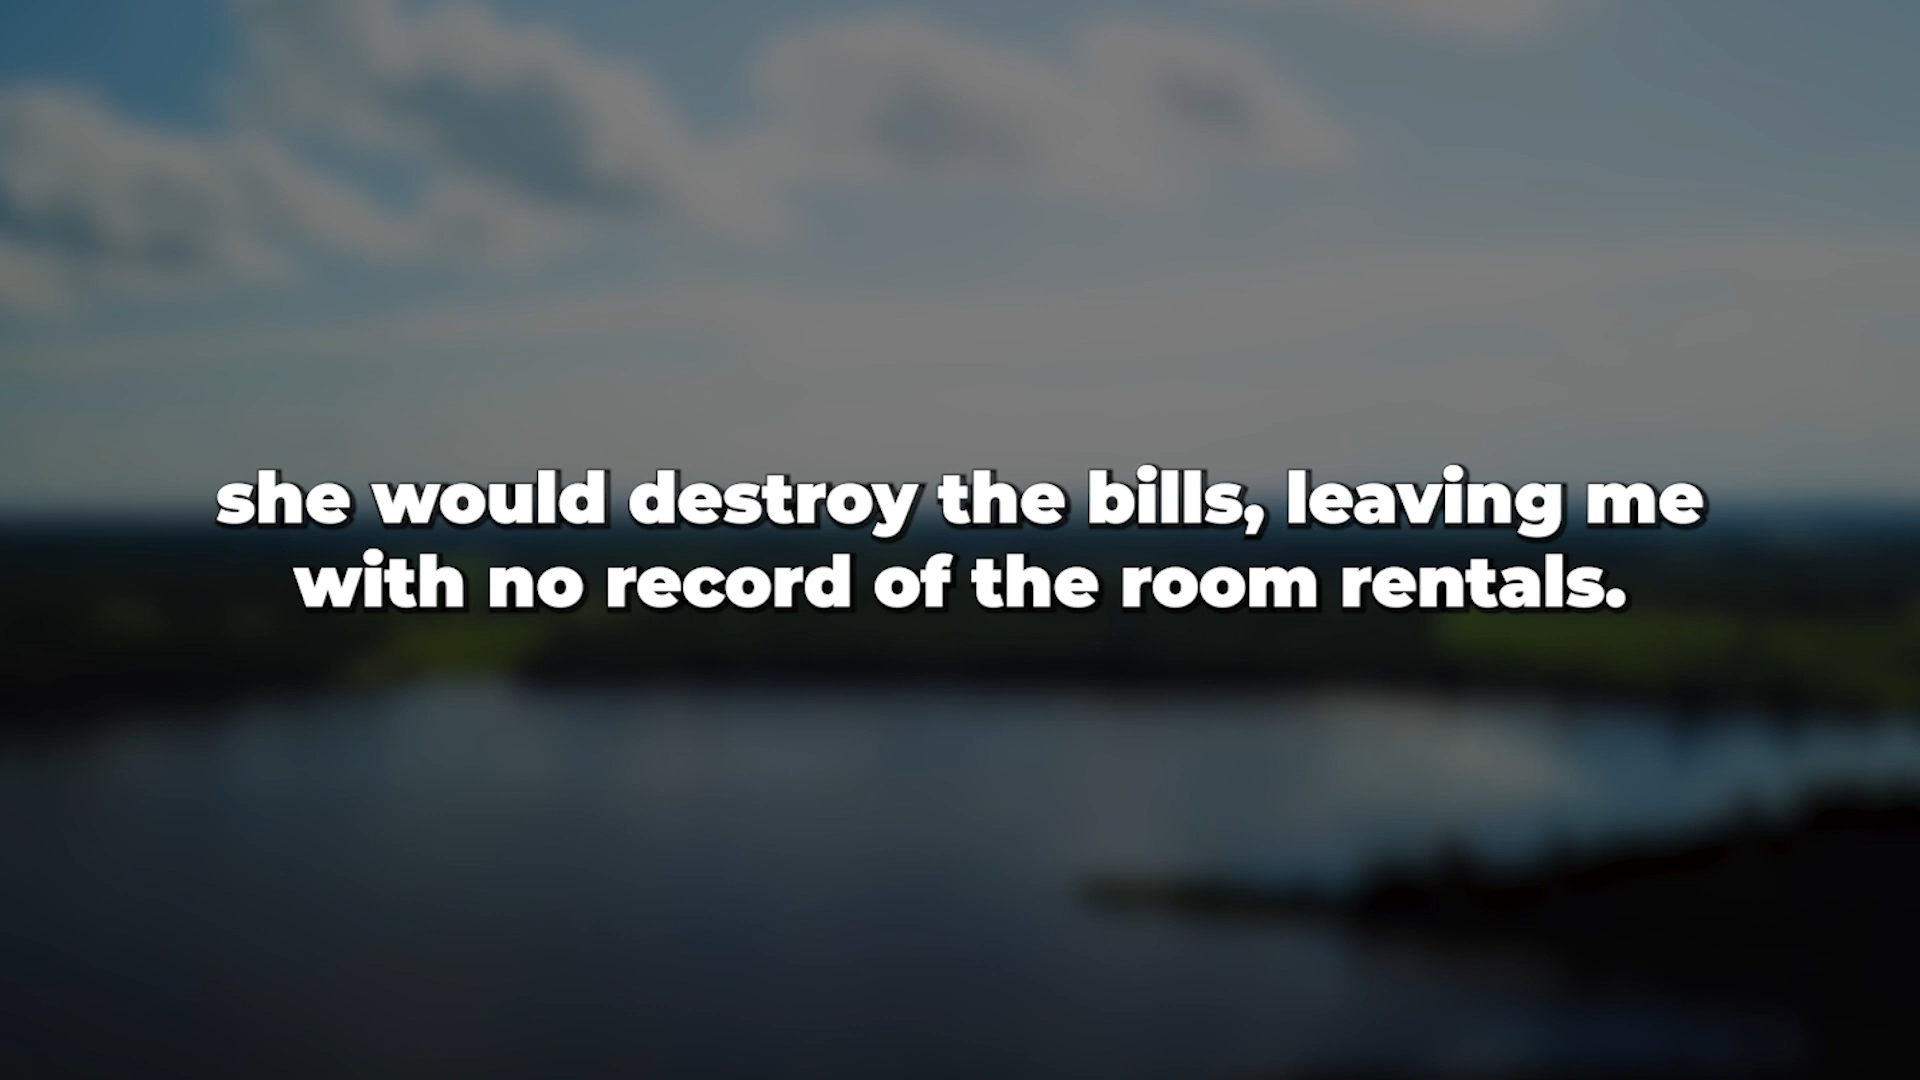 she would destroy the bills, leaving me
with no record of the room rentals.